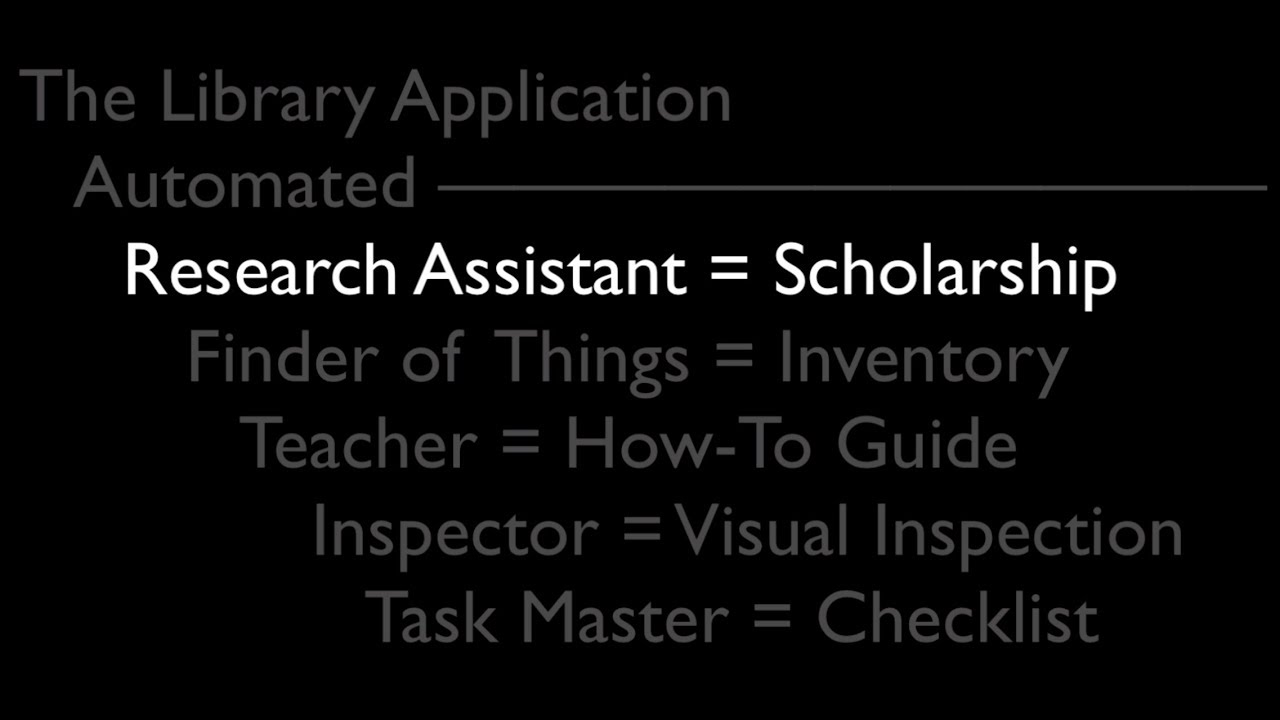 The Library Application
Automated ———————————
Research Assistant = Scholarship
Finder of Things = Inventory
Teacher = How-To Guide
Inspector = Visual Inspection
Task Master = Checklist